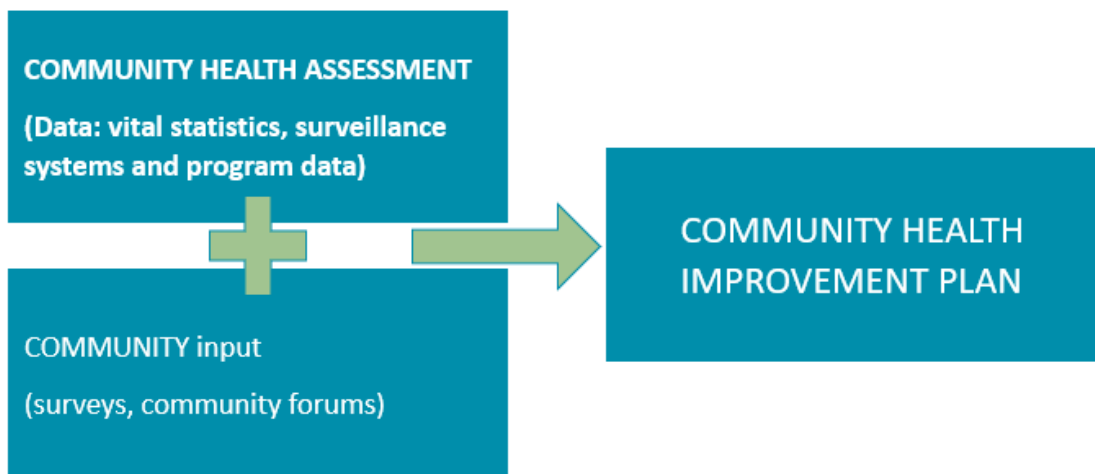 COMMUNITY HEALTH ASSESSMENT
(Data: vital statistics, surveillance
systems and program data)
COMMUNITY input
(surveys, community forums)
COMMUNITY HEALTH
IMPROVEMENT PLAN